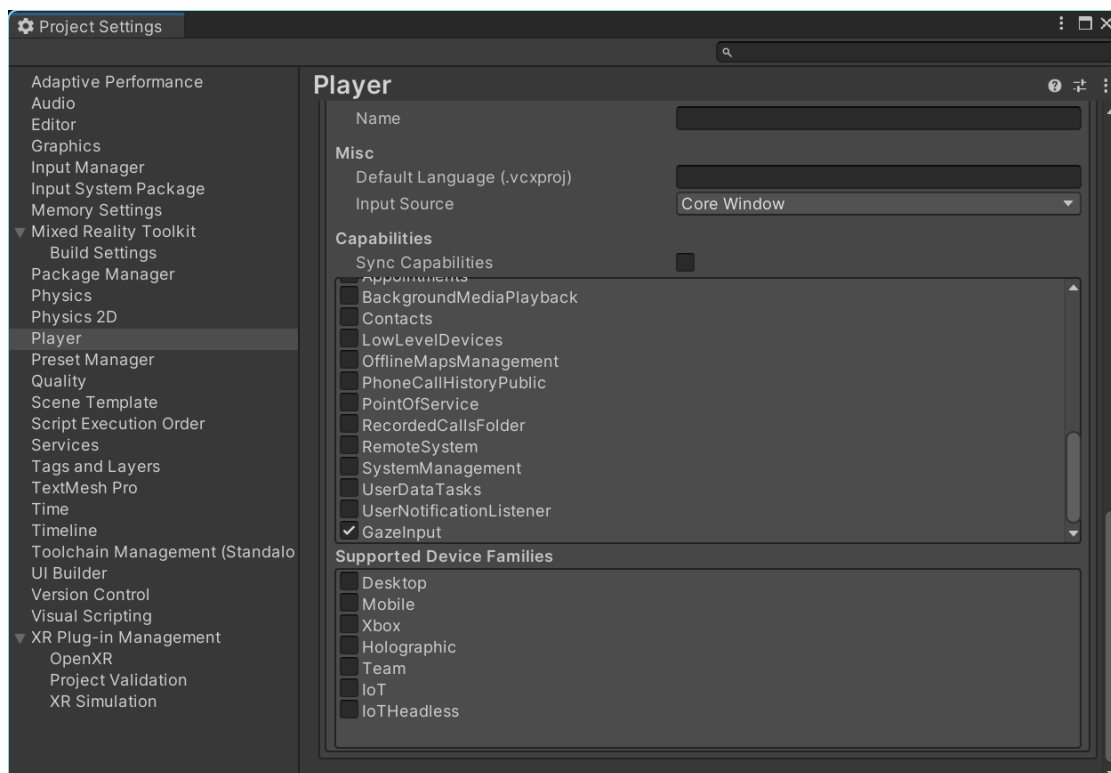 Project Settings
Adaptive Performance
Audio
Editor
Graphics
Input Manager
Input System Package
Memory Settings
Mixed Reality Toolkit
Build Settings
Package Manager
Physics
Physics 2D
Player
Preset Manager
Quality
Scene Template
Script Execution Order
Services
Tags and Layers
TextMesh Pro
Time
Timeline
Toolchain Management (Standalo
UI Builder
Version Control
Visual Scripting
XR Plug-in Management
OpenXR
Project Validation
XR Simulation
Player
Name
Misc
Default Language (.vcxproj)
Input Source Core Window
Capabilities
Sync Capabilities
Appointments
BackgroundMediaPlayback
Contacts
LowLevelDevices
OfflineMapsManagement
PhoneCallHistoryPublic
PointOfService
RecordedCallsFolder
RemoteSystem
SystemManagement
UserDataTasks
UserNotificationListener
GazeInput
Supported Device Families
Desktop
Mobile
Xbox
Holographic
Team
IoT
IoTHeadless